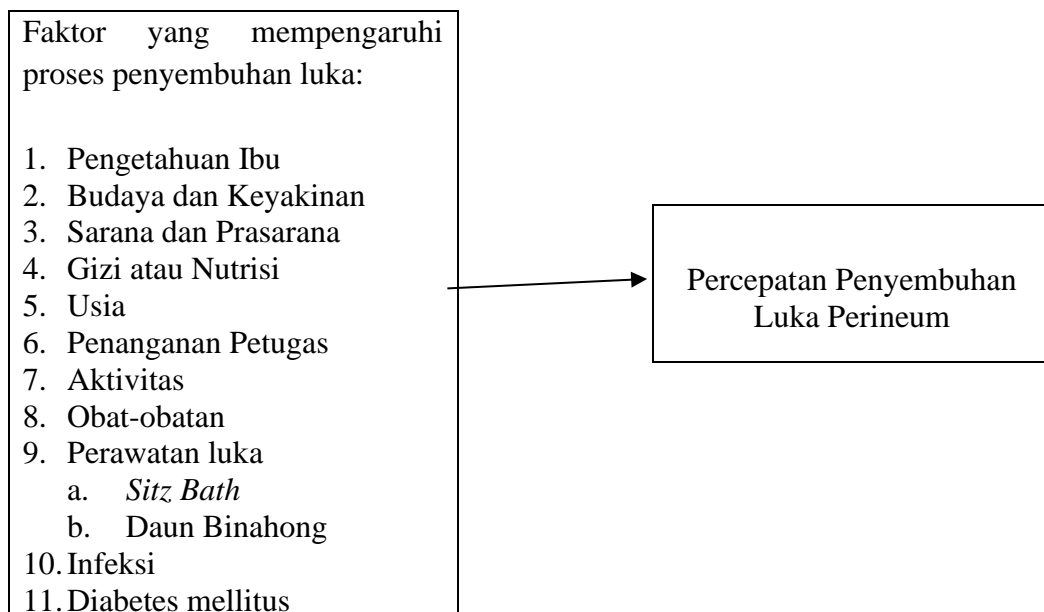 Faktor yang mempengaruhi
proses penyembuhan luka:
1. Pengetahuan Ibu
2. Budaya dan Keyakinan
3. Sarana dan Prasarana
4. Gizi atau Nutrisi
5. Usia
6. Penanganan Petugas
7. Aktivitas
8. Obat-obatan
9. Perawatan luka
a. Sitz Bath
b. Daun Binahong
10. Infeksi
11. Diabetes mellitus
Percepatan Penyembuhan
Luka Perineum